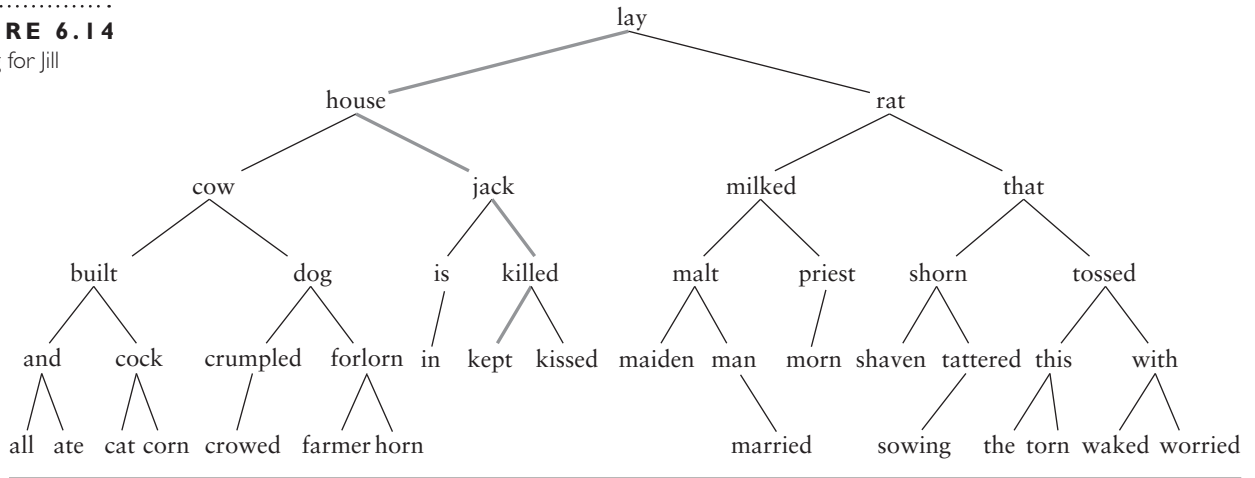 RE 6.14
for Jill
lay
house rat
cow jack milked that
built dog is killed malt priest shorn tossed
and cock crumpled forlorn in kept kissed maiden man morn shaven tattered this with
all ate cat corn crowed farmer horn married sowing the torn waked worried